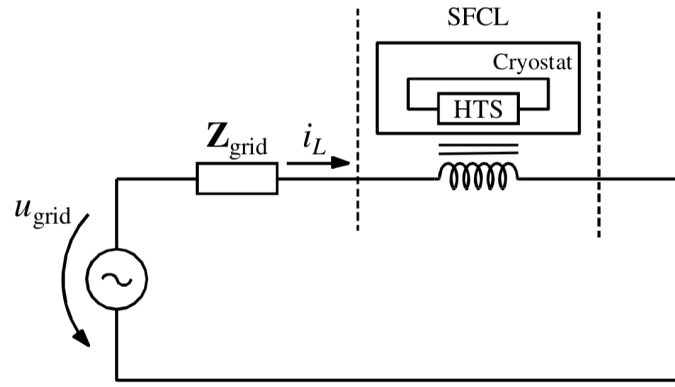 SFCL
Cryostat
HTS
Z_grid
i_L
u_grid